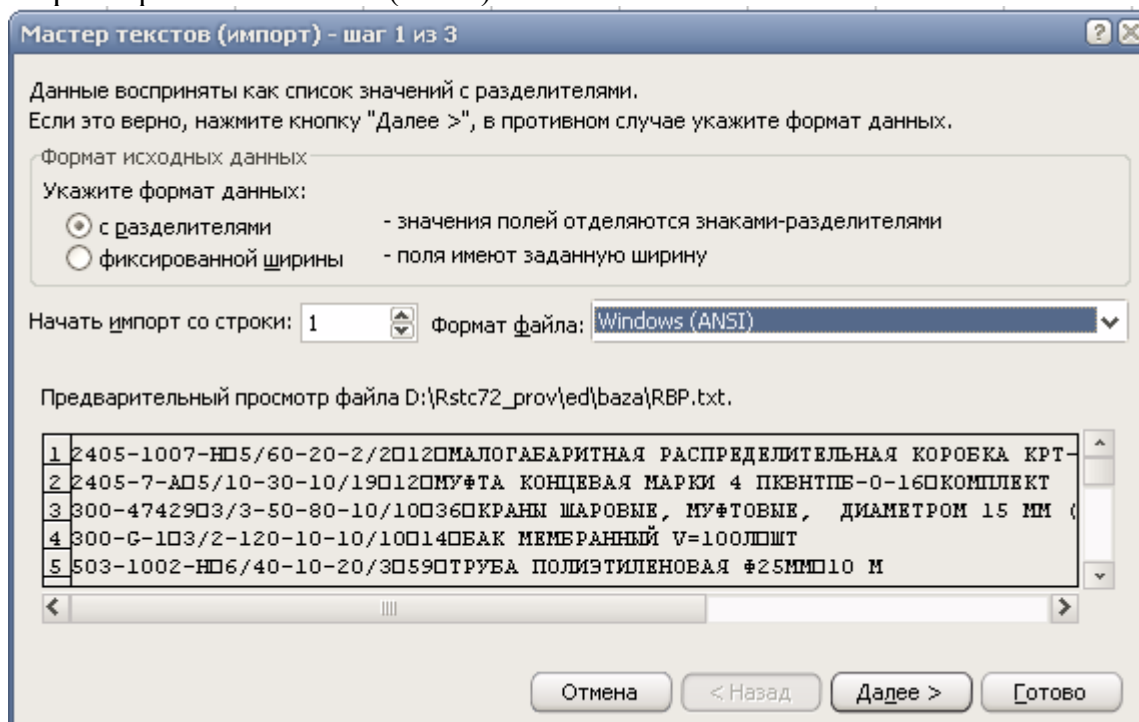 Мастер текстов (импорт) - шаг 1 из 3
Данные восприняты как список значений с разделителями.
Если это верно, нажмите кнопку "Далее >", в противном случае укажите формат данных.
Формат исходных данных
Укажите формат данных:
с разделителями - значения полей отделяются знаками-разделителями
фиксированной ширины - поля имеют заданную ширину
Начать импорт со строки: 1 Формат файла: Windows (ANSI)
Предварительный просмотр файла D:\Rstc72_prov\ed\baza\RBP.txt.
1 2405-1007-Н□5/60-20-2/2□12□МАЛОГАБАРИТНАЯ РАСПРЕДЕЛИТЕЛЬНАЯ КОРОБКА КРТ-
2 2405-7-А□5/10-30-10/19□12□МУФТА КОНЦЕВАЯ МАРКИ 4 ПКВНТПБ-0-16□КОМПЛЕКТ
3 300-47429□3/3-50-80-10/10□36□КРАНЫ ШАРОВЫЕ, МУФТОВЫЕ, ДИАМЕТРОМ 15 ММ (
4 300-G-1□3/2-120-10-10/10□14□БАК МЕМБРАННЫЙ V=100Л□ШТ
5 503-1002-Н□6/40-10-20/3□59□ТРУБА ПОЛИЭТИЛЕНОВАЯ Ф25ММ□10 М
Отмена < Назад Далее > Готово